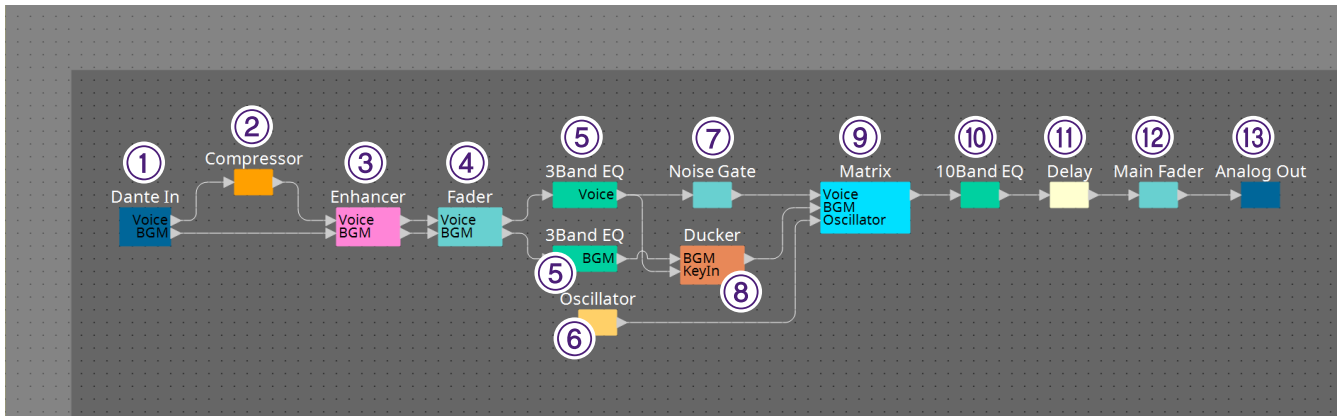 ①
Dante In
Voice
BGM
②
Compressor
③
Enhancer
Voice
BGM
④
Fader
Voice
BGM
⑤
3Band EQ
Voice
3Band EQ
BGM
⑤
Oscillator
⑥
⑦
Noise Gate
Ducker
BGM
KeyIn
⑧
⑨
Matrix
Voice
BGM
Oscillator
⑩
10Band EQ
⑪
Delay
⑫
Main Fader
⑬
Analog Out